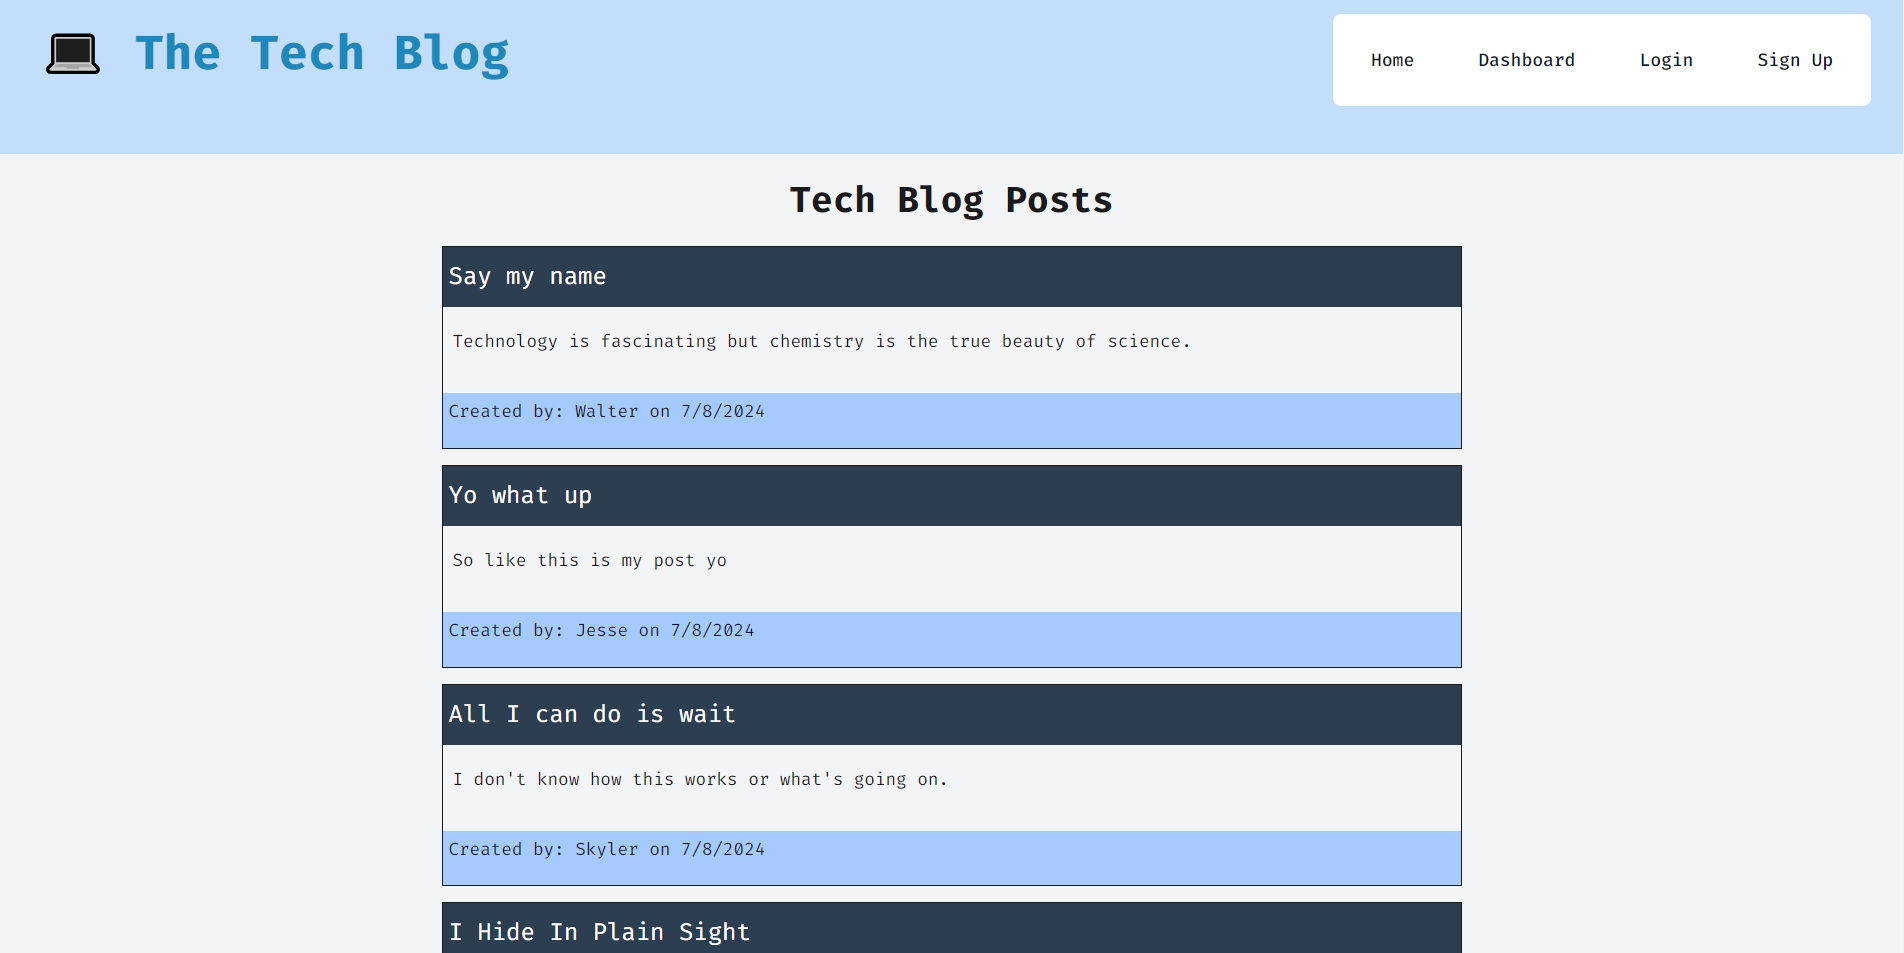 The Tech Blog
Home Dashboard Login Sign Up
Tech Blog Posts
Say my name
Technology is fascinating but chemistry is the true beauty of science.
Created by: Walter on 7/8/2024
Yo what up
So like this is my post yo
Created by: Jesse on 7/8/2024
All I can do is wait
I don't know how this works or what's going on.
Created by: Skyler on 7/8/2024
I Hide In Plain Sight